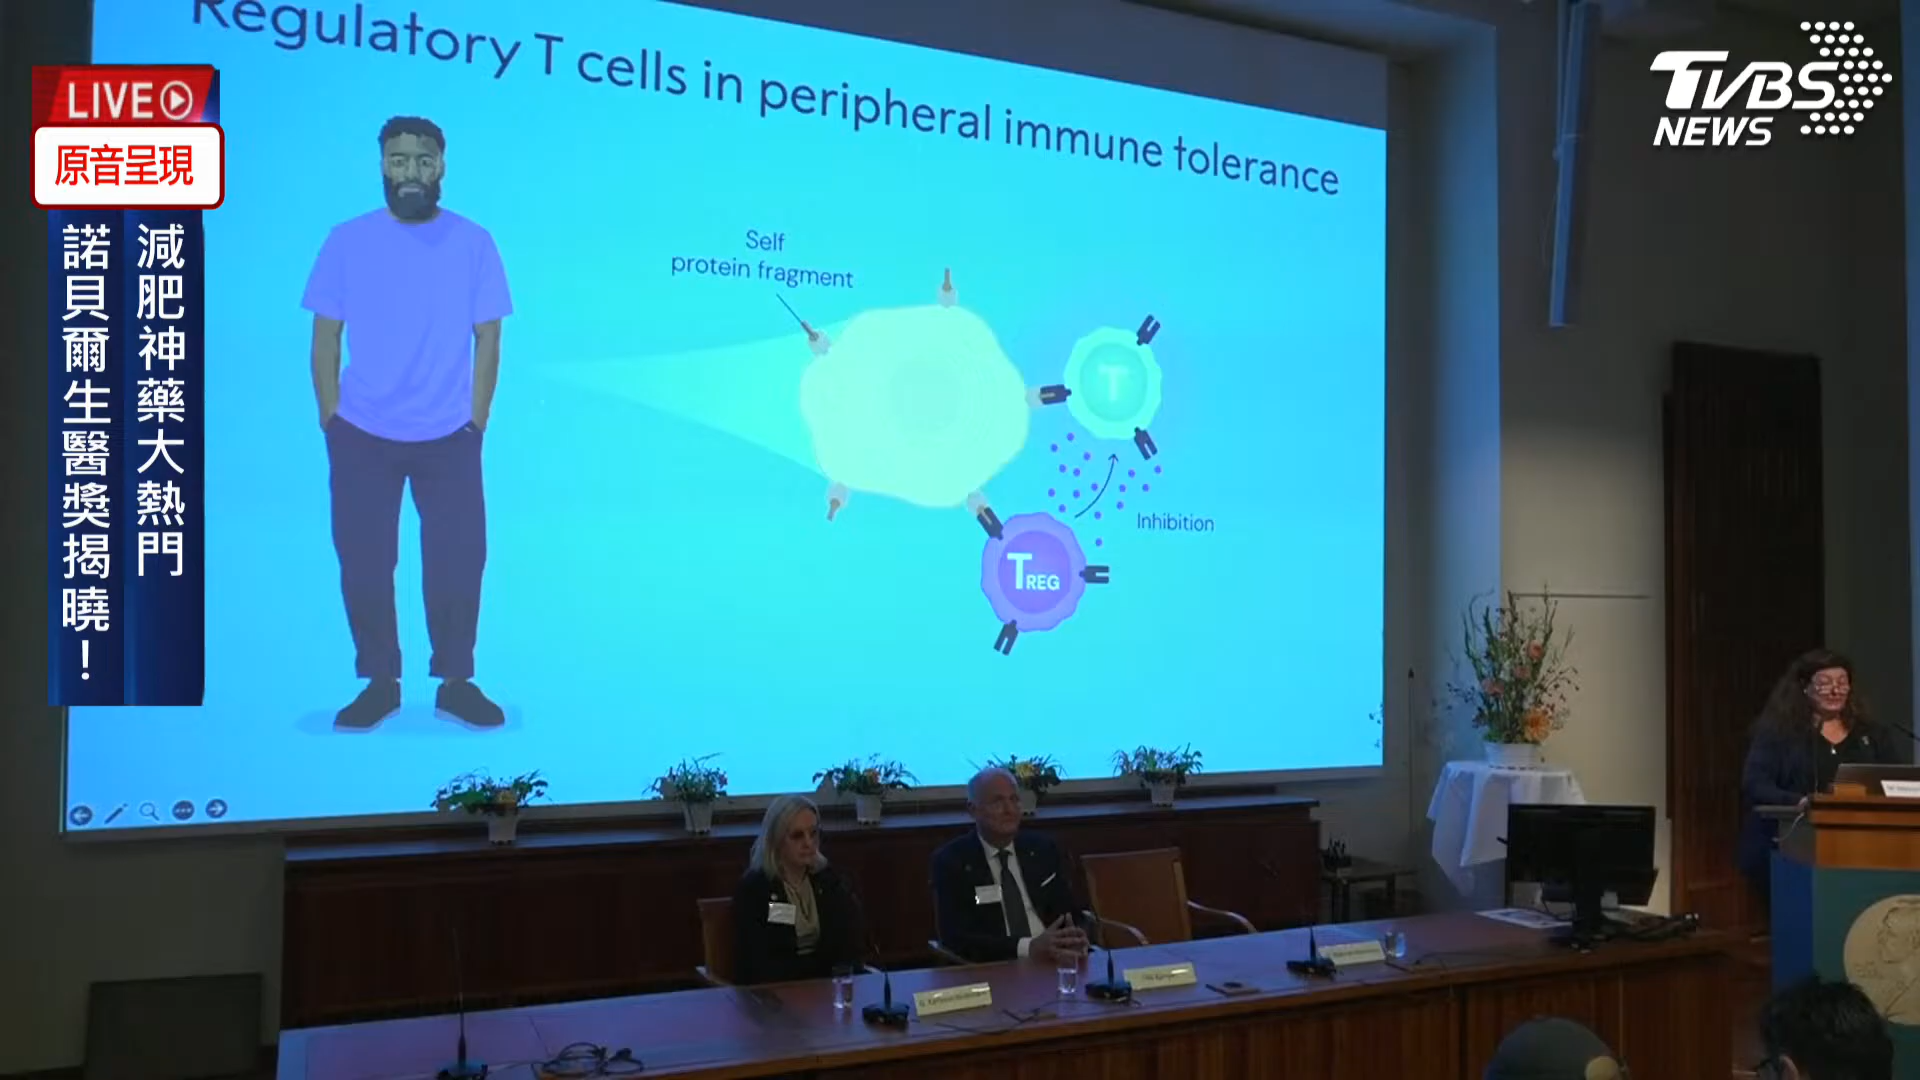 Regulatory T cells in peripheral immune tolerance
LIVE
原音呈現
減肥神藥大熱門
諾貝爾生醫獎揭曉！
TVBS
NEWS
Self
protein fragment
T
Inhibition
TREG